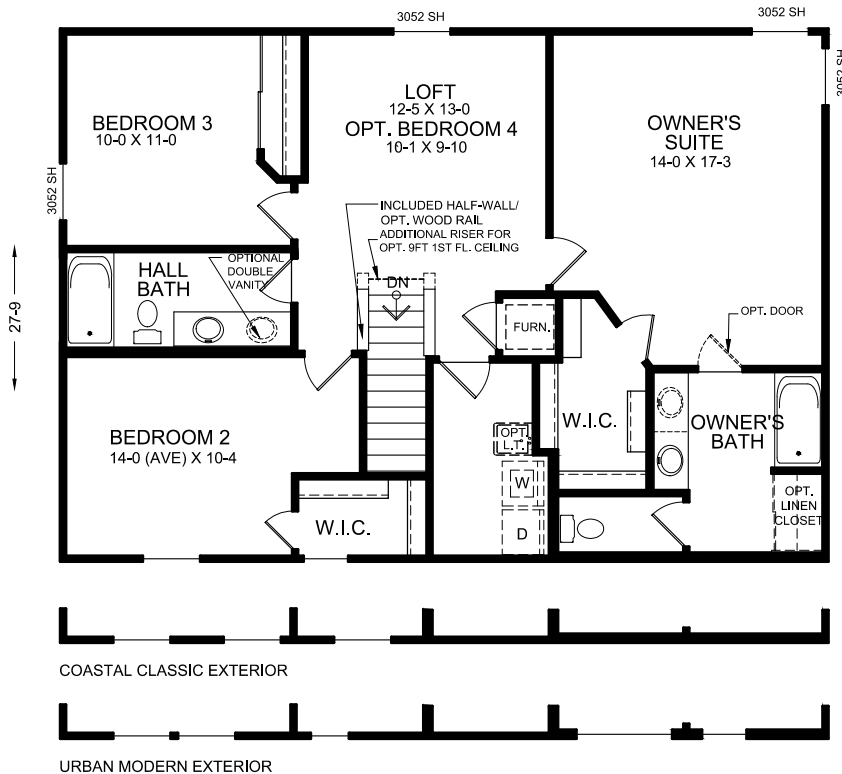 3052 SH
3052 SH
3052 SH
BEDROOM 3
10-0 X 11-0
LOFT
12-5 X 13-0
OPT. BEDROOM 4
10-1 X 9-10
OWNER'S
SUITE
14-0 X 17-3
3052 SH
INCLUDED HALF-WALL/
OPT. WOOD RAIL
ADDITIONAL RISER FOR
OPT. 9FT 1ST FL. CEILING
27-9
HALL
BATH
OPTIONAL
DOUBLE
VANITY
DN
FURN.
OPT. DOOR
BEDROOM 2
14-0 (AVE) X 10-4
W.I.C.
OPT.
L.T.
W
D
W.I.C.
OWNER'S
BATH
OPT.
LINEN
CLOSET
COASTAL CLASSIC EXTERIOR
URBAN MODERN EXTERIOR